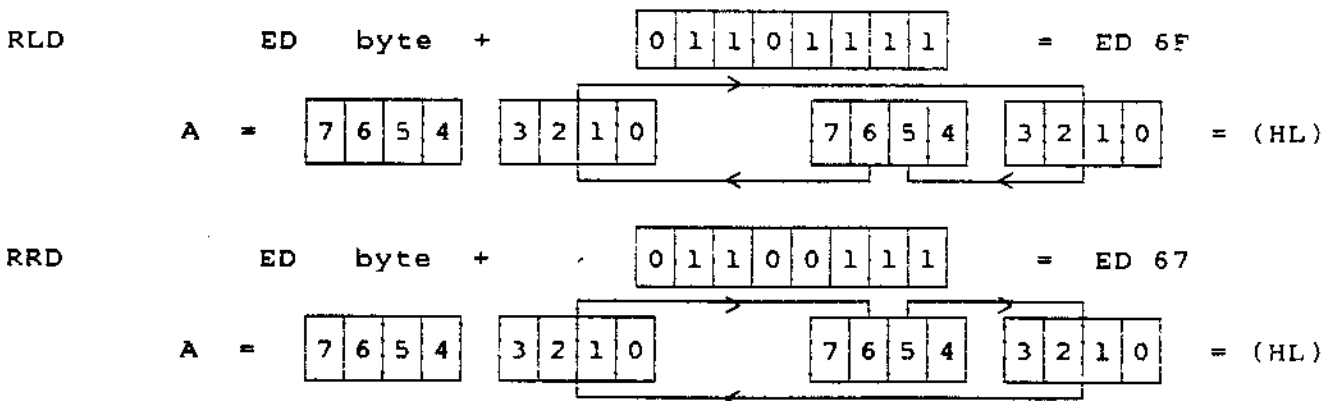 RLD ED byte + 0 1 1 0 1 1 1 1 = ED 6F
A = 7 6 5 4 3 2 1 0 7 6 5 4 3 2 1 0 = (HL)
RRD ED byte + 0 1 1 0 0 1 1 1 = ED 67
A = 7 6 5 4 3 2 1 0 7 6 5 4 3 2 1 0 = (HL)